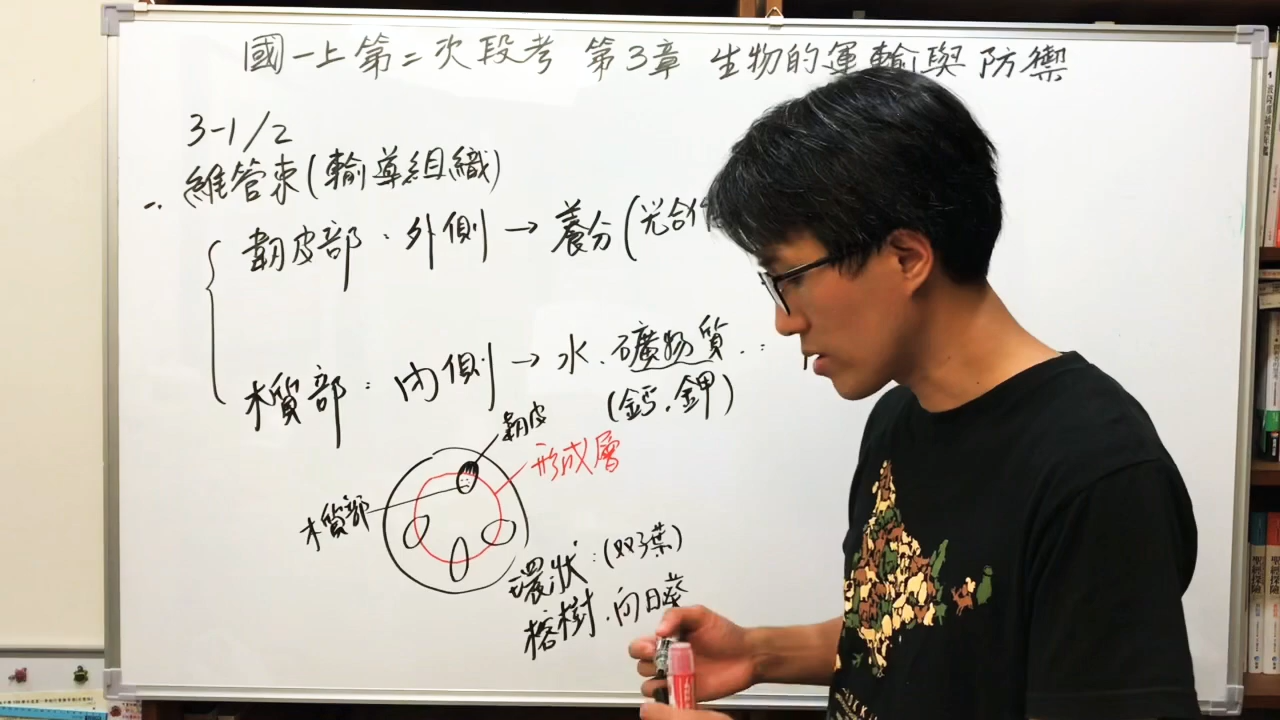 國一上第二次段考 第3章 生物的運輸與防禦
3-1/2
一. 維管束(輸導組織)
韌皮部:外側→養分(光合作
木質部:內側→水.礦物質..
(鈣.鉀)
韌皮
形成層
木質部
環狀:(双子葉)
榕樹.向日葵